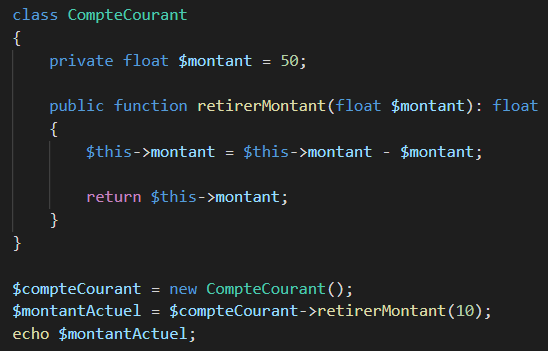 class CompteCourant
{
    private float $montant = 50;

    public function retirerMontant(float $montant): float
    {
        $this->montant = $this->montant - $montant;

        return $this->montant;
    }
}

$compteCourant = new CompteCourant();
$montantActuel = $compteCourant->retirerMontant(10);
echo $montantActuel;